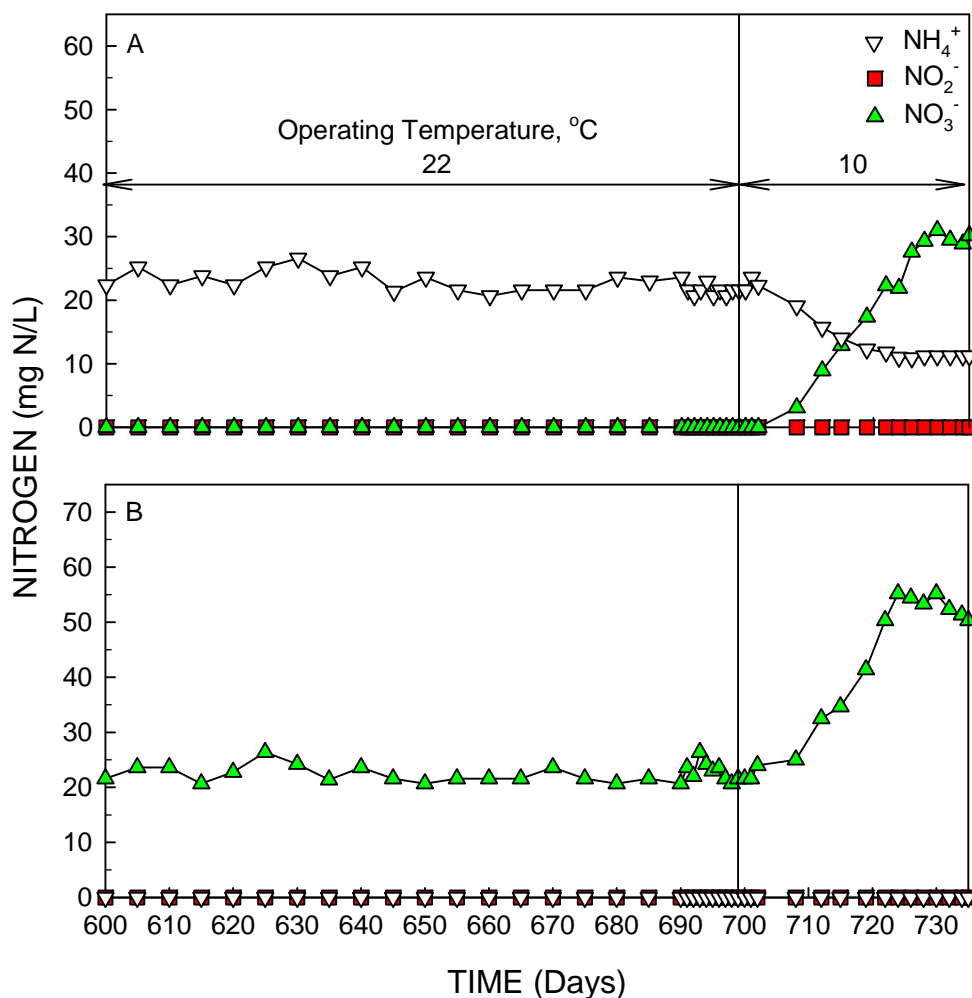 A
NH₄⁺
NO₂⁻
NO₃⁻
Operating Temperature, °C
22
10
60
50
40
30
20
10
0
NITROGEN (mg N/L)
B
70
60
50
40
30
20
10
0
600 610 620 630 640 650 660 670 680 690 700 710 720 730
TIME (Days)